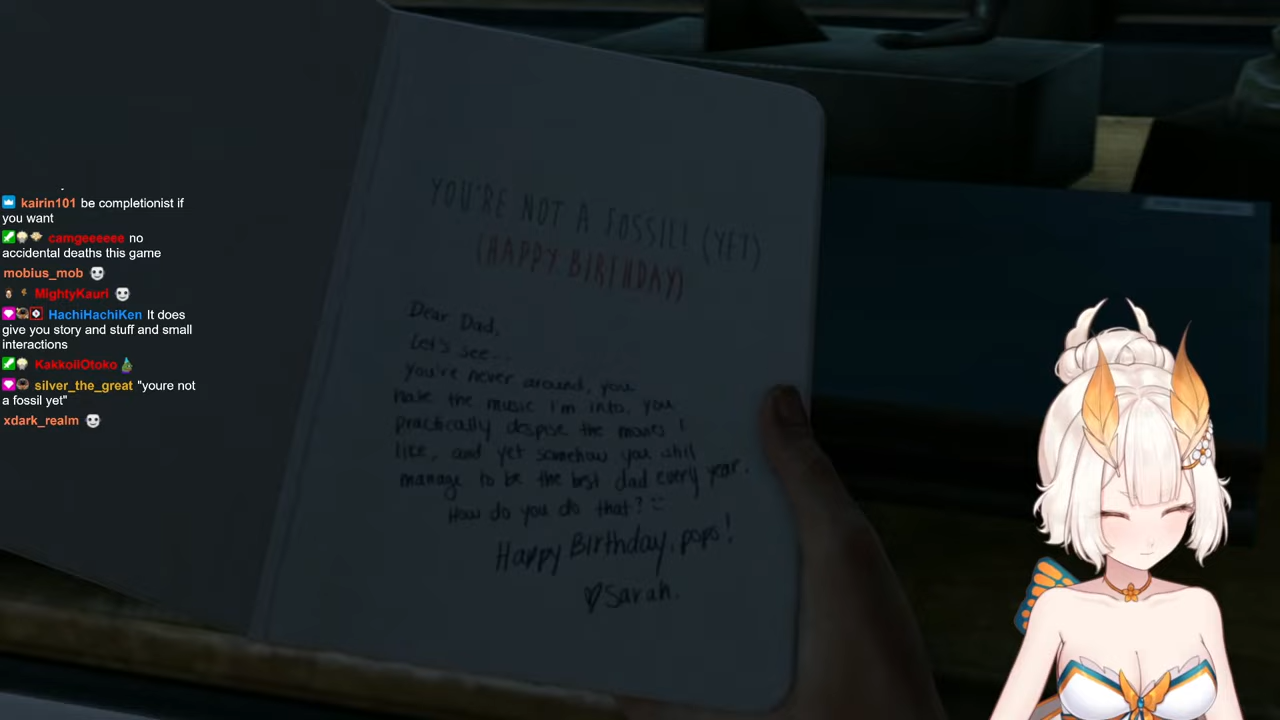 kairin101 be completionist if
you want
camgeeeeee no
accidental deaths this game
mobius_mob
MightyKauri
HachiHachiKen It does
give you story and stuff and small
interactions
KakkoiiOtoko
silver_the_great "youre not
a fossil yet"
xdark_realm
YOU'RE NOT A FOSSIL! (YET)
(HAPPY BIRTHDAY)
Dear Dad,
Let's see...
you're never around, you
hate the music I'm into, you
practically despise the movies I
like, and yet somehow you still
manage to be the best dad every year.
How do you do that? :)
Happy Birthday, pops!
♡Sarah.